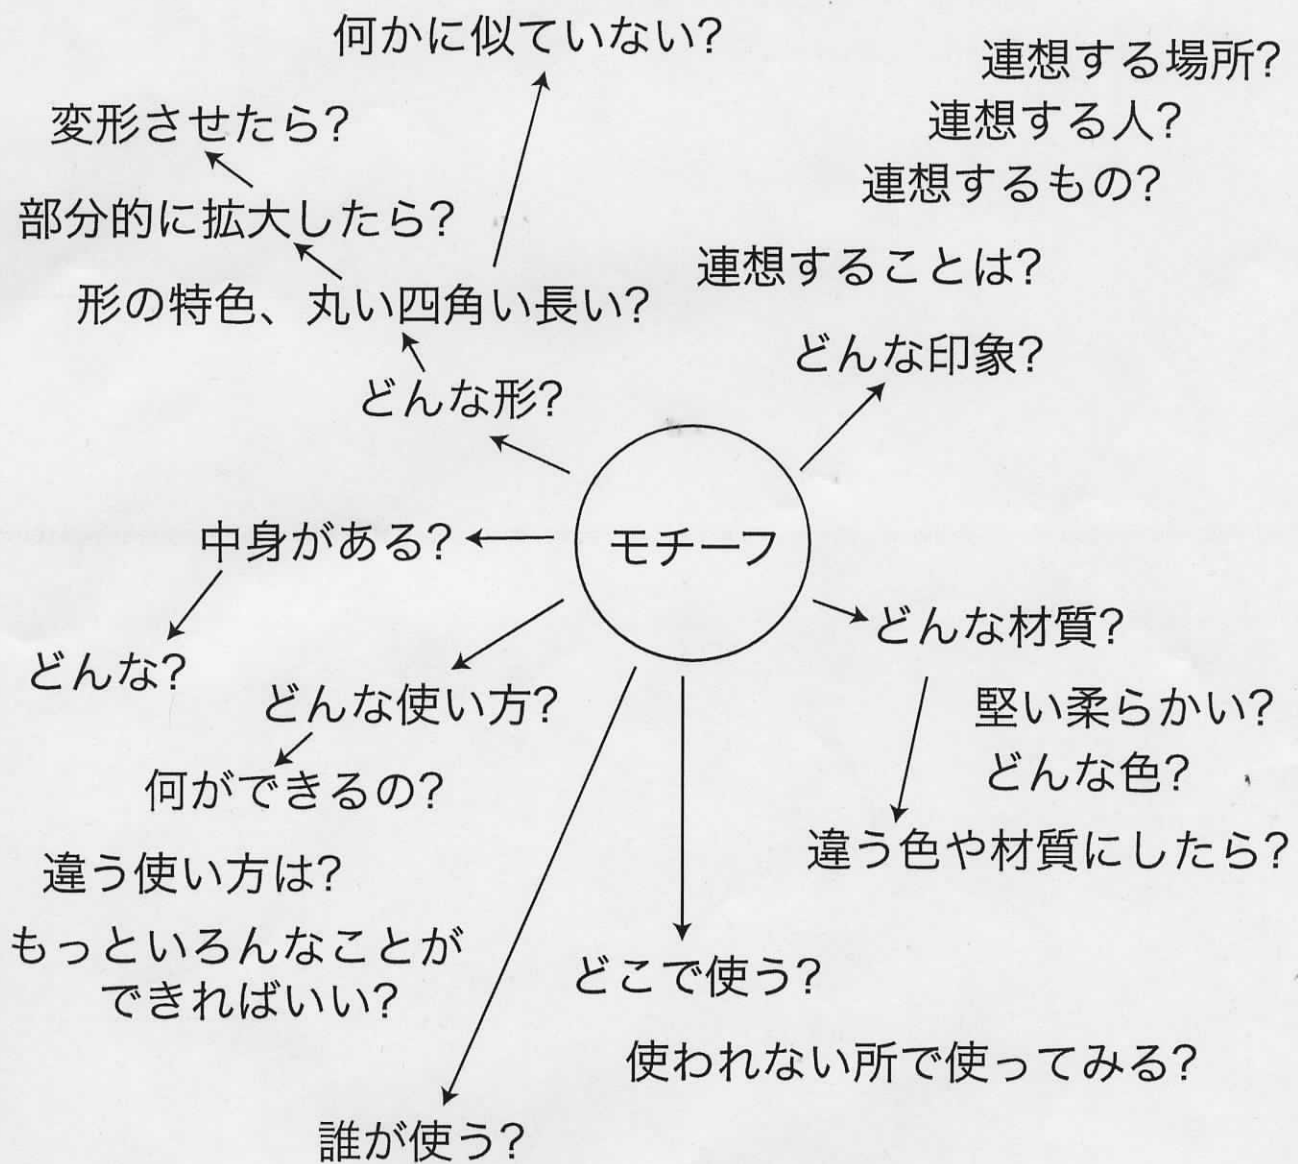 何かに似ていない?
連想する場所?
変形させたら?
連想する人?
連想するもの?
部分的に拡大したら?
連想することは?
形の特色、丸い四角い長い?
どんな印象?
どんな形?
中身がある?
モチーフ
どんな材質?
どんな?
どんな使い方?
堅い柔らかい?
どんな色?
何ができるの?
違う色や材質にしたら?
違う使い方は?
もっといろんなことが
できればいい?
どこで使う?
使われない所で使ってみる?
誰が使う?